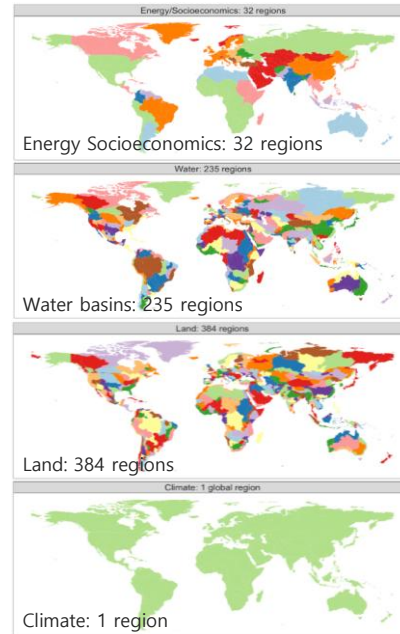 Energy/Socioeconomics: 32 regions
Energy Socioeconomics: 32 regions
Water: 235 regions
Water basins: 235 regions
Land: 384 regions
Land: 384 regions
Climate: 1 global region
Climate: 1 region